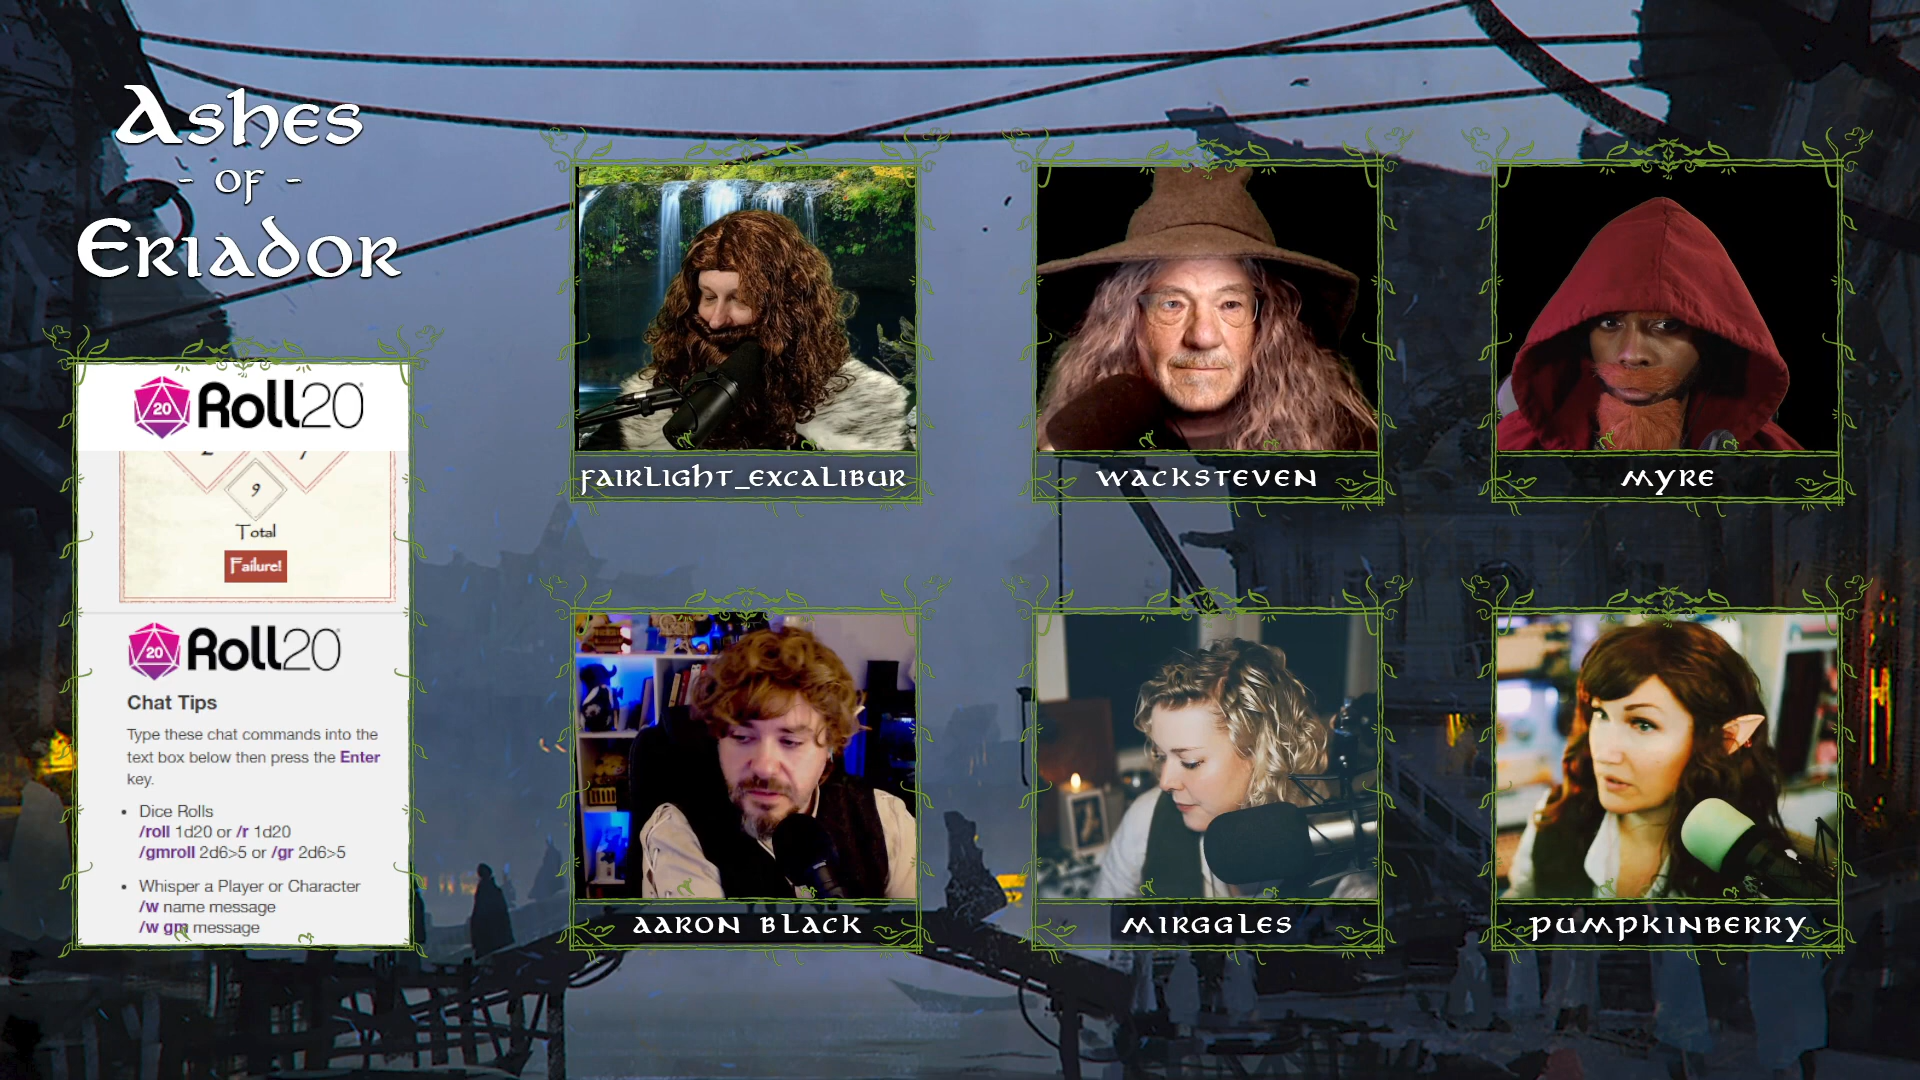 Ashes
- of -
Eriador
20 Roll20
9
Total
Failure!
20 Roll20
Chat Tips
Type these chat commands into the
text box below then press the Enter
key.
• Dice Rolls
/roll 1d20 or /r 1d20
/gmroll 2d6>5 or /gr 2d6>5
• Whisper a Player or Character
/w name message
/w gm message
fairlight_excalibur
wacksteven
myre
aaron black
mirggles
pumpkinberry